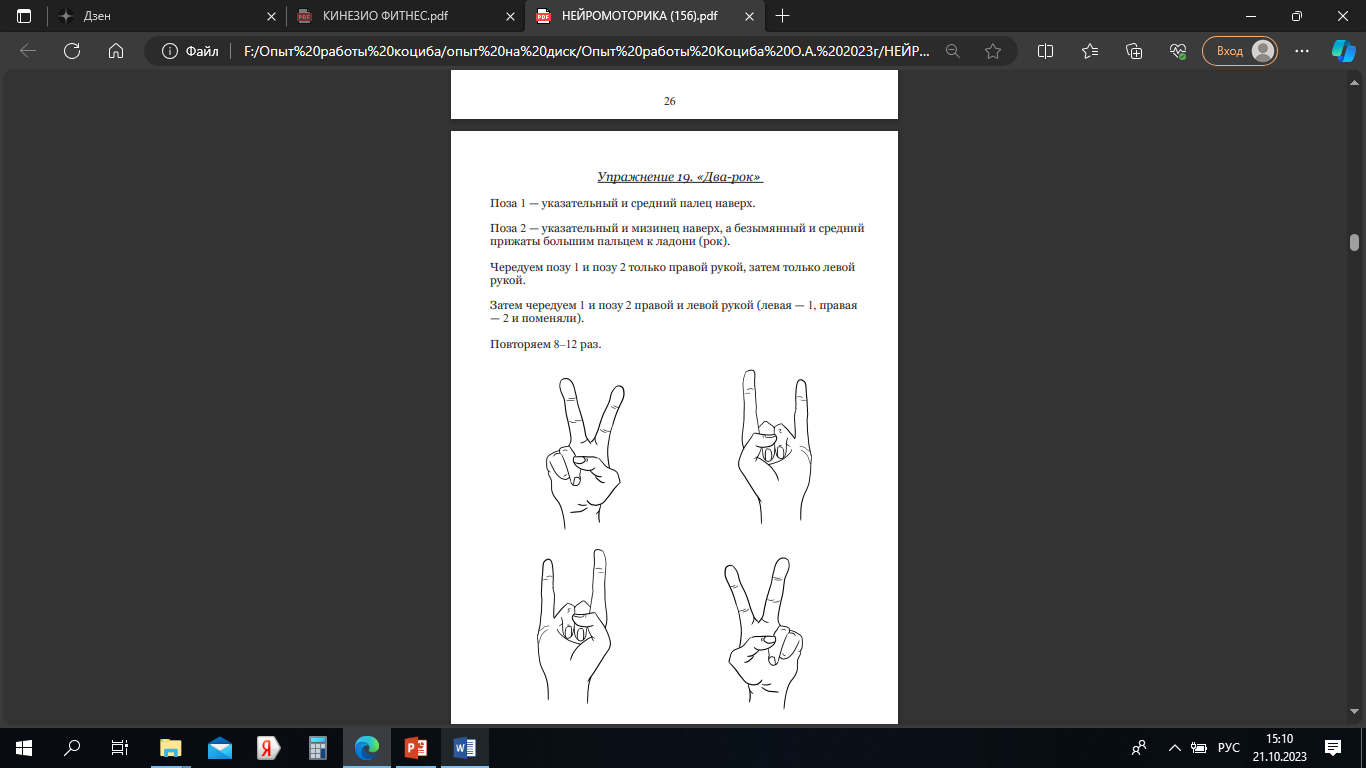 Дзен
КИНЕЗИО ФИТНЕС.pdf
НЕЙРОМОТОРИКА (156).pdf
Файл
F:/Опыт%20работы%20коциба/опыт%20на%20диск/Опыт%20работы%20Коциба%20О.А.%202023г/НЕЙР...
Вход
26
Упражнение 19. «Два-рок»
Поза 1 — указательный и средний палец наверх.
Поза 2 — указательный и мизинец наверх, а безымянный и средний
прижаты большим пальцем к ладони (рок).
Чередуем позу 1 и позу 2 только правой рукой, затем только левой
рукой.
Затем чередуем 1 и позу 2 правой и левой рукой (левая — 1, правая
— 2 и поменяли).
Повторяем 8–12 раз.
РУС
15:10
21.10.2023